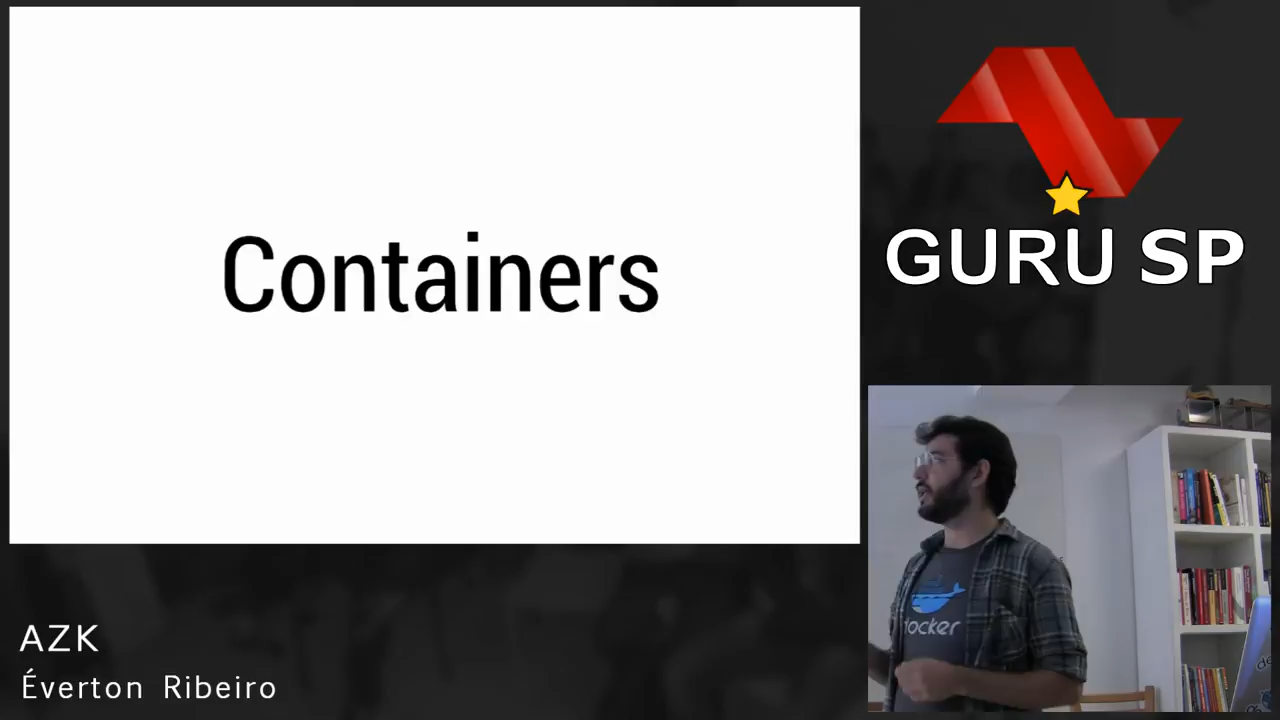 Containers
GURU SP
AZK
Éverton Ribeiro
docker